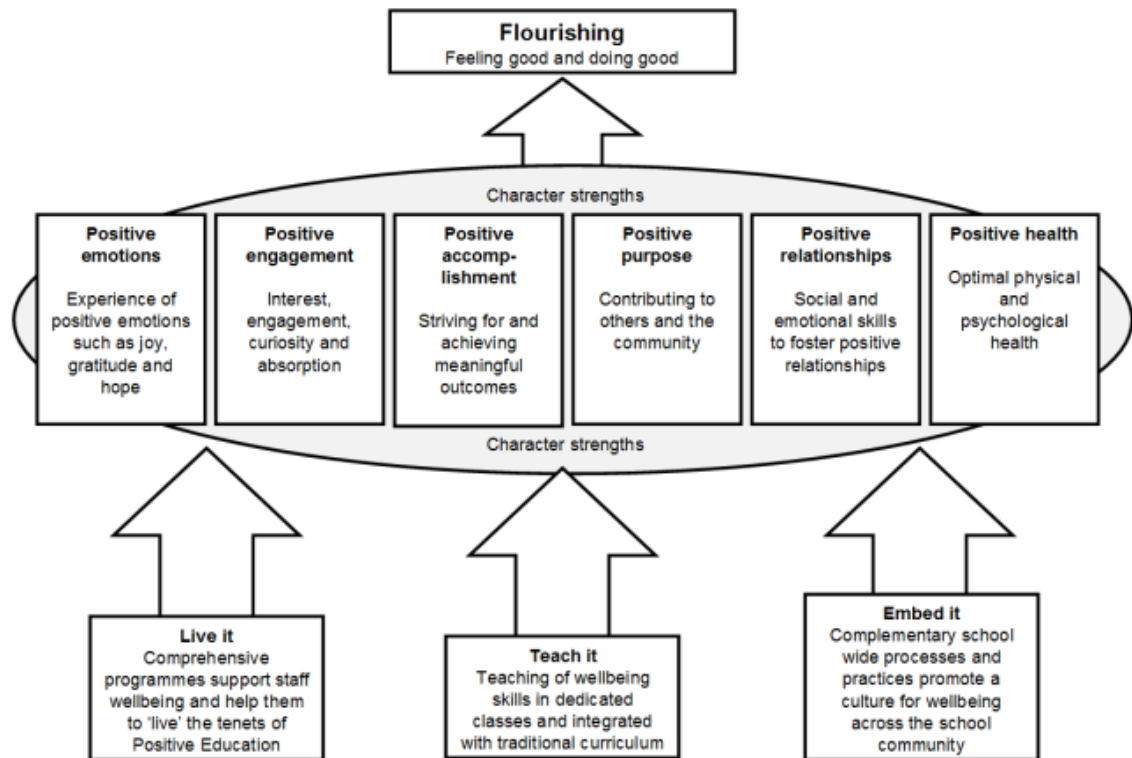 Flourishing
Feeling good and doing good
Character strengths
Positive
emotions
Experience of
positive emotions
such as joy,
gratitude and
hope
Positive
engagement
Interest,
engagement,
curiosity and
absorption
Positive
accomp-
lishment
Striving for and
achieving
meaningful
outcomes
Positive
purpose
Contributing to
others and the
community
Positive
relationships
Social and
emotional skills
to foster positive
relationships
Positive health
Optimal physical
and
psychological
health
Character strengths
Live it
Comprehensive
programmes support staff
wellbeing and help them
to ‘live’ the tenets of
Positive Education
Teach it
Teaching of wellbeing
skills in dedicated
classes and integrated
with traditional curriculum
Embed it
Complementary school
wide processes and
practices promote a
culture for wellbeing
across the school
community